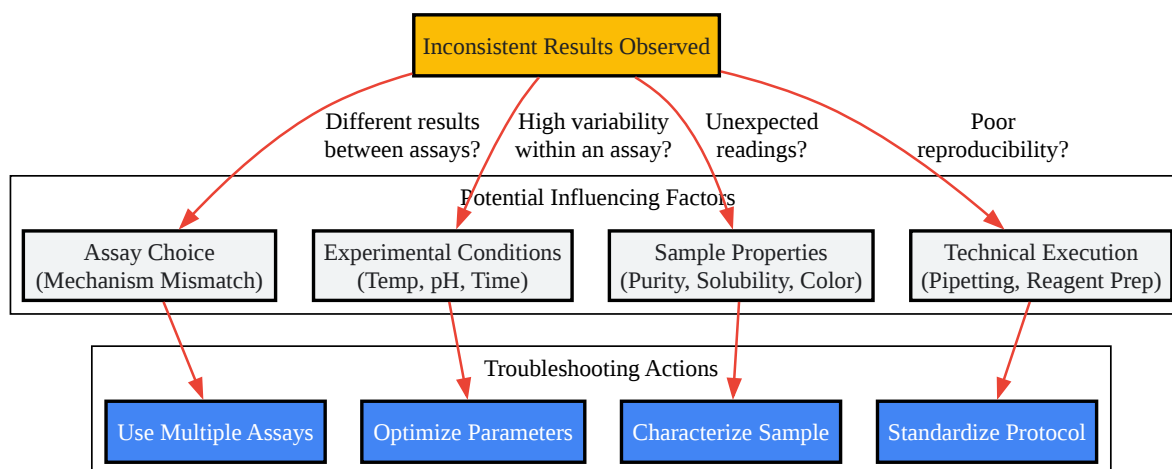 Inconsistent Results Observed
Different results
between assays?
High variability
within an assay?
Unexpected
readings?
Poor
reproducibility?
Potential Influencing Factors
Assay Choice
(Mechanism Mismatch)
Experimental Conditions
(Temp, pH, Time)
Sample Properties
(Purity, Solubility, Color)
Technical Execution
(Pipetting, Reagent Prep)
Troubleshooting Actions
Use Multiple Assays
Optimize Parameters
Characterize Sample
Standardize Protocol